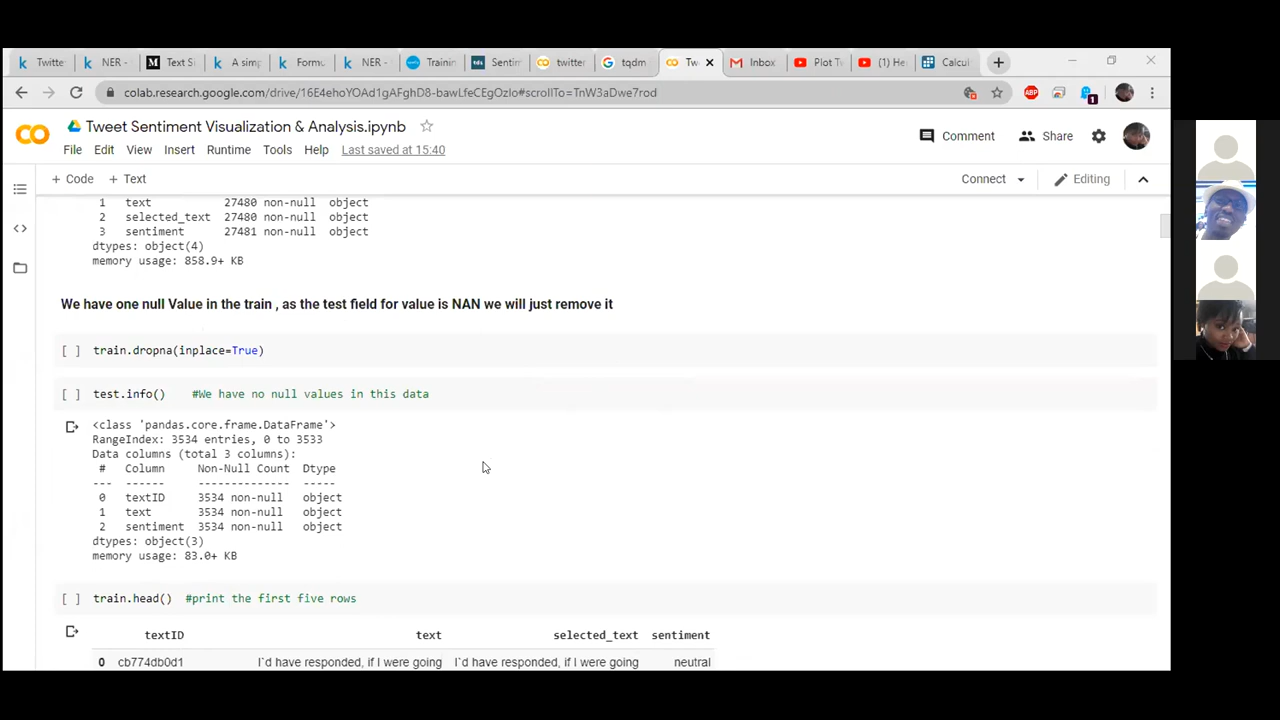 Twitter
NER -
Text S
A simp
Formu
NER -
Trainin
Sentim
twitter
tqdm
Tw
Inbox
Plot T
(1) He
Calcul
colab.research.google.com/drive/16E4ehoYOAd1gAFghD8-bawLfeCEgOzIo#scrollTo=TnW3aDwe7rod
ABP
1
CO Tweet Sentiment Visualization & Analysis.ipynb
Comment
Share
File Edit View Insert Runtime Tools Help Last saved at 15:40
+ Code + Text
Connect
Editing
1 text 27480 non-null object
2 selected_text 27480 non-null object
3 sentiment 27481 non-null object
dtypes: object(4)
memory usage: 858.9+ KB
We have one null Value in the train , as the test field for value is NAN we will just remove it
[ ] train.dropna(inplace=True)
[ ] test.info() #We have no null values in this data
<class 'pandas.core.frame.DataFrame'>
RangeIndex: 3534 entries, 0 to 3533
Data columns (total 3 columns):
# Column Non-Null Count Dtype
--- ------ -------------- -----
0 textID 3534 non-null object
1 text 3534 non-null object
2 sentiment 3534 non-null object
dtypes: object(3)
memory usage: 83.0+ KB
[ ] train.head() #print the first five rows
textID text selected_text sentiment
0 cb774db0d1 I`d have responded, if I were going I`d have responded, if I were going neutral